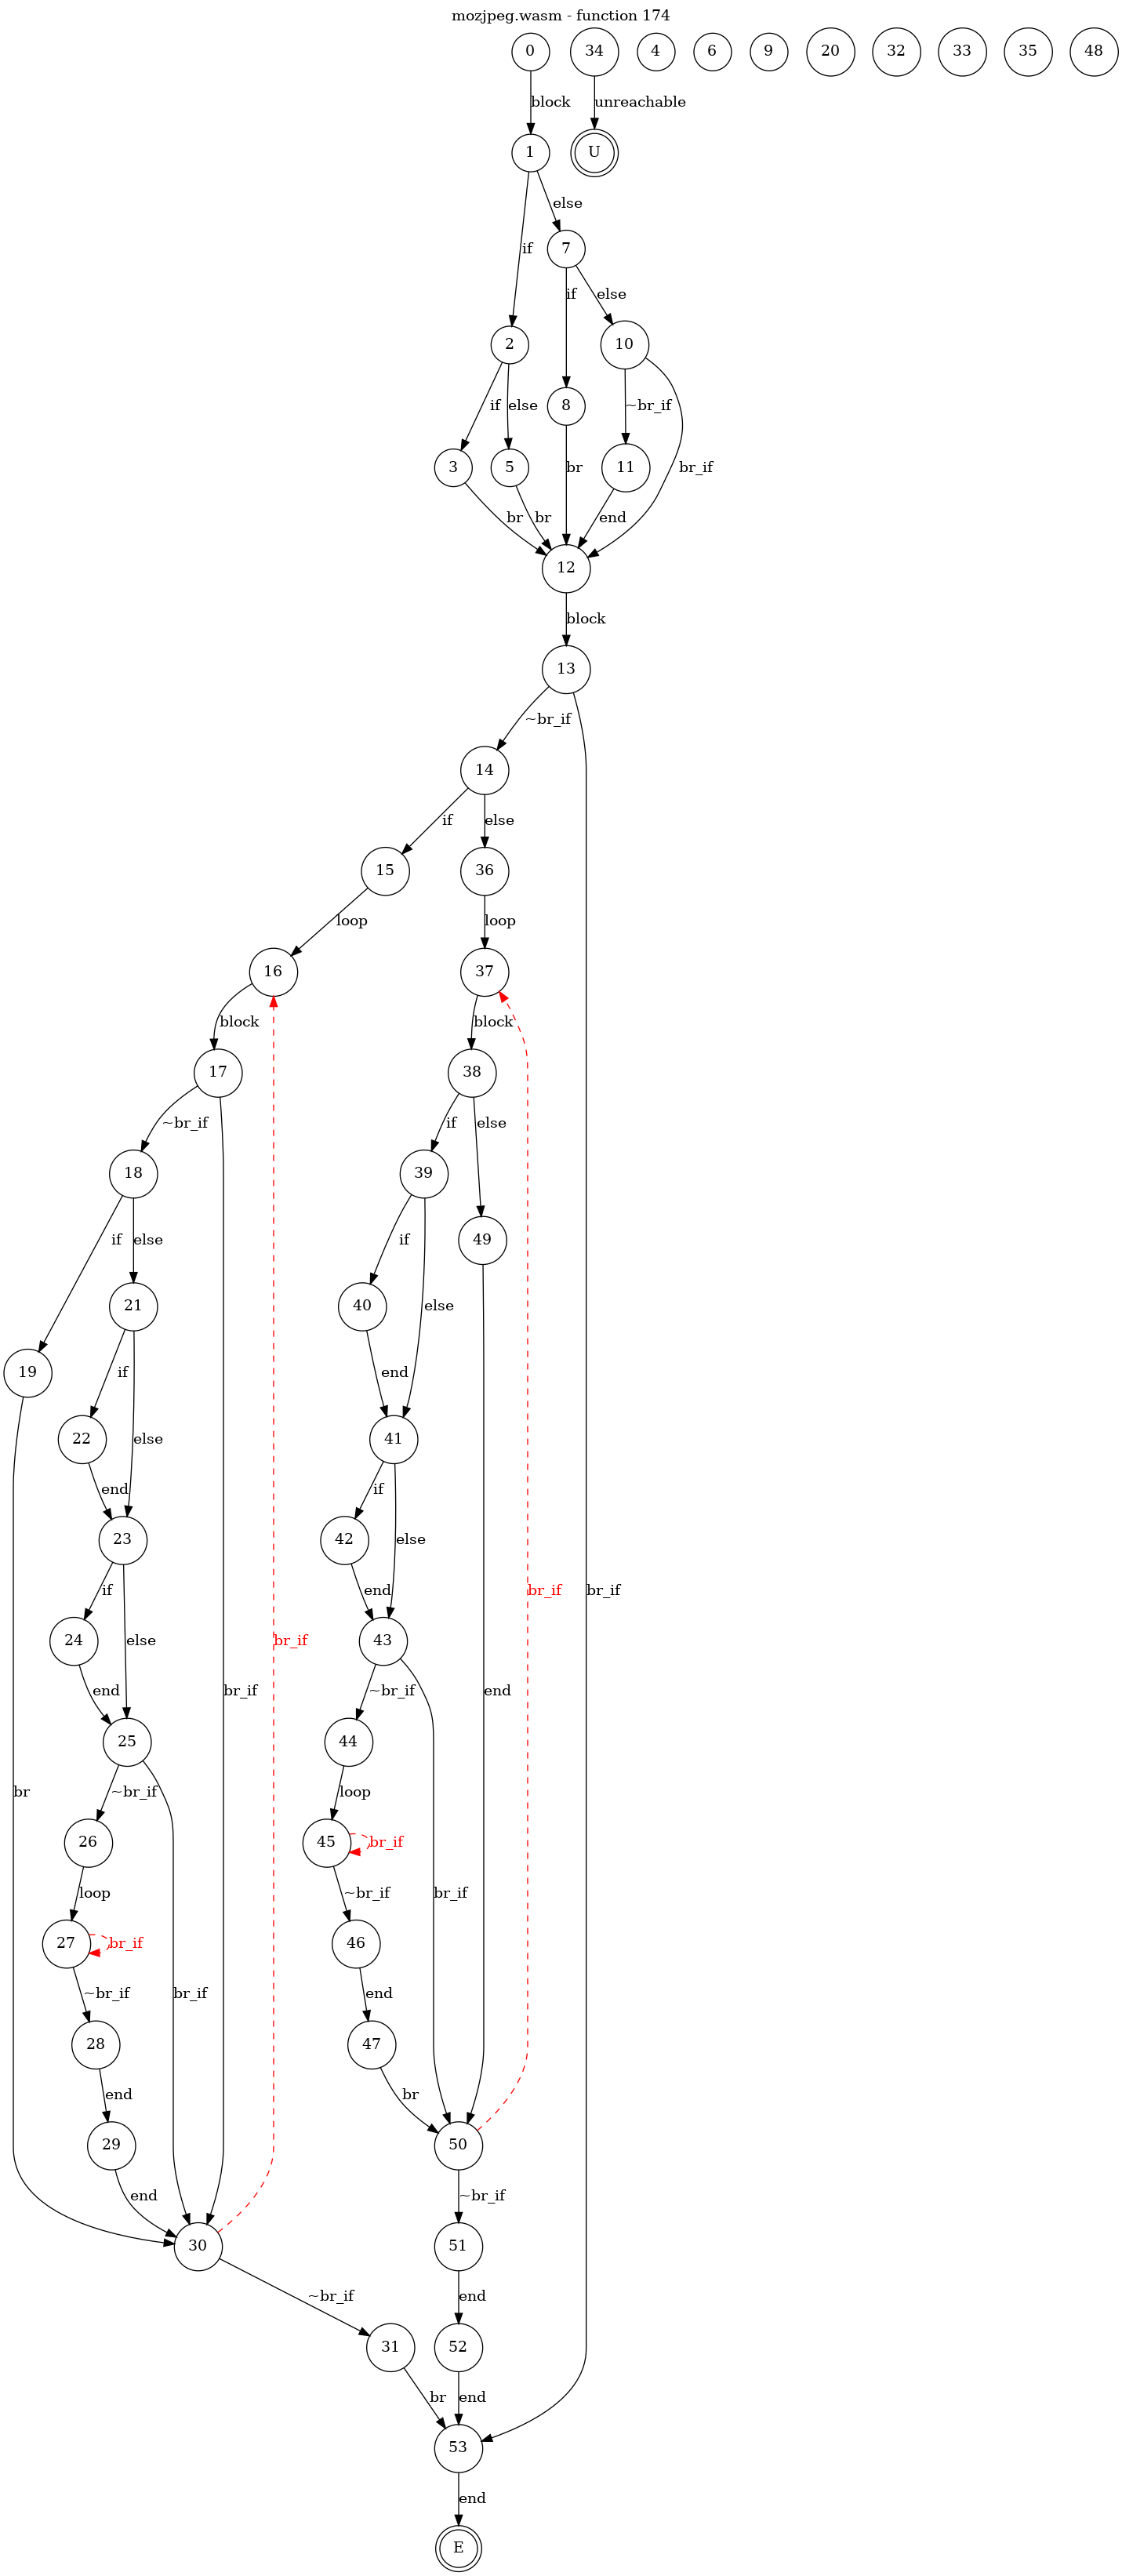 mozjpeg.wasm - function 174
0 34 4 6 9 20 32 33 35 48
block unreachable
1 U
else
7
if
if else
2 10
if else 8 ~br_if
3 5 11 br_if
br br br end
12
block
13
~br_if
14
if else
15 36
loop loop
16 37
block block
17 38
~br_if if else
18 39
if else if 49
21 40 else
19
if end
22 else 41
end if
23 42 else
if end br_if br_if
24 else br_if 43
end br_if end ~br_if
25 44
br ~br_if loop
26 45 br_if
loop br_if ~br_if br_if
27 br_if br_if 46
~br_if end
28 47
end br
29 50
end ~br_if
30 51
~br_if end
31 52
br end
53
end
E